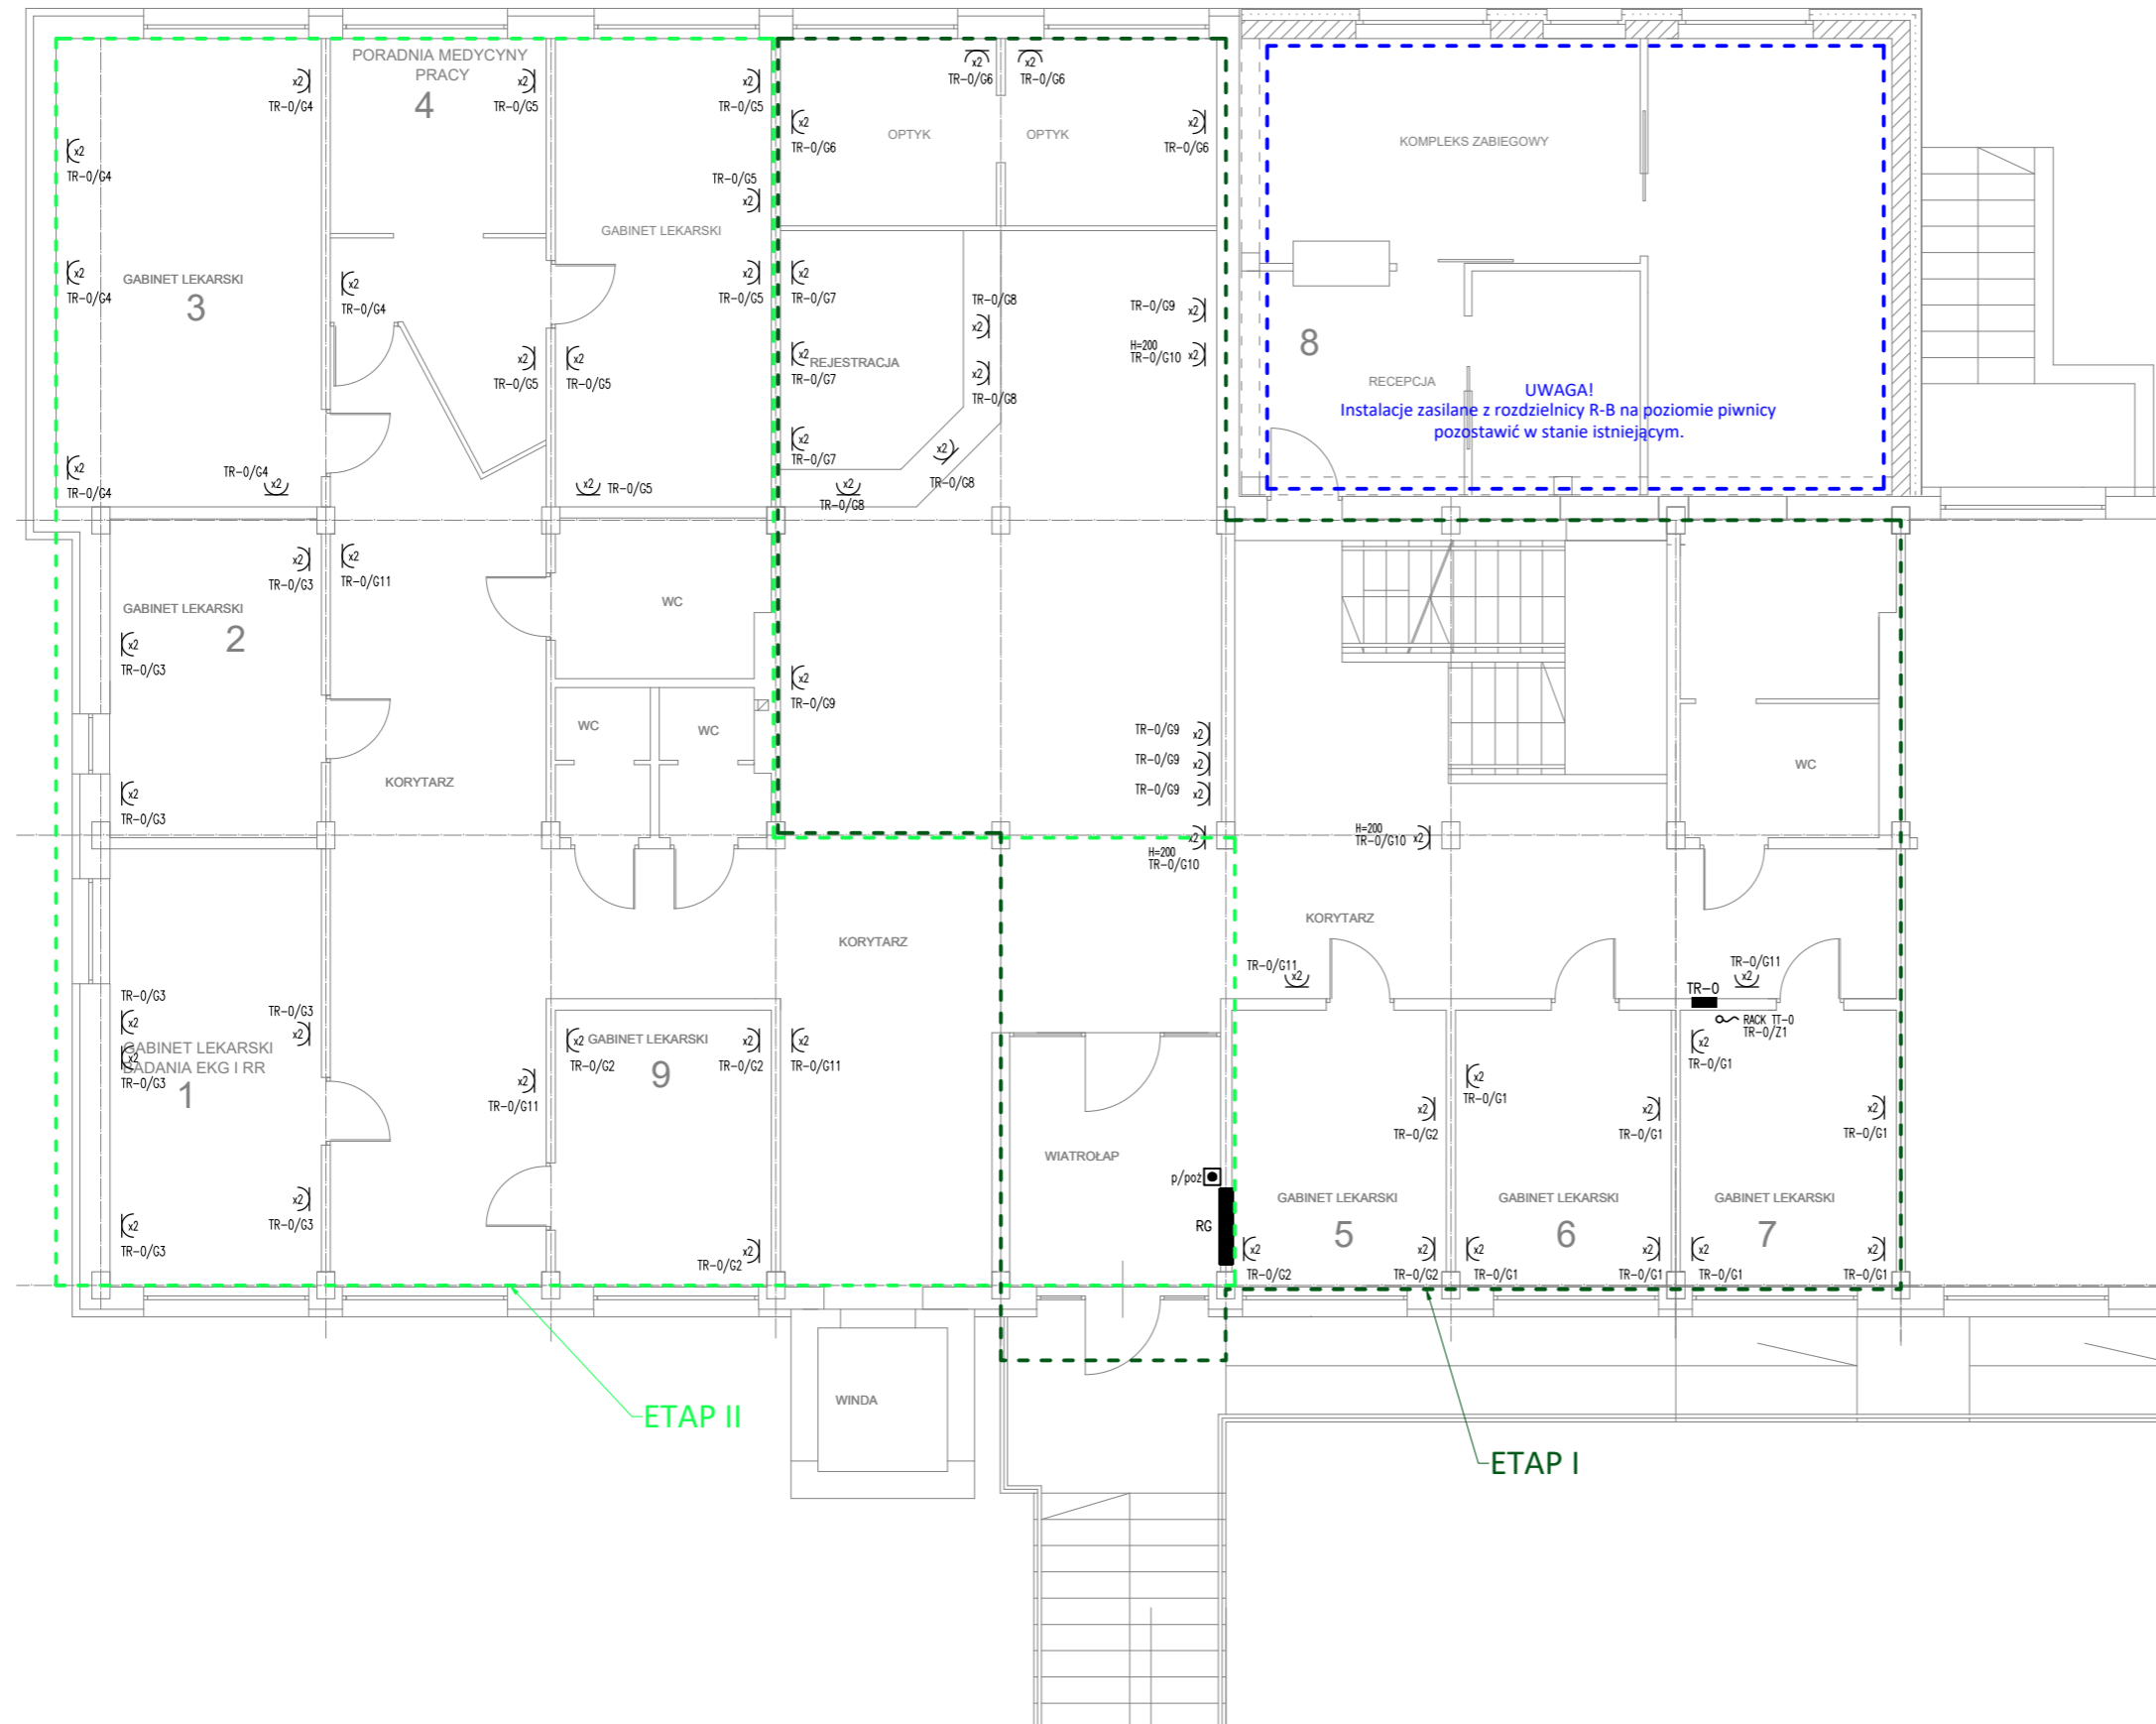 PORADNIA MEDYCYNY
PRACY
4
x2
TR-0/G4
x2
TR-0/G5
x2
TR-0/G5
x2
TR-0/G6
x2
TR-0/G6
x2
TR-0/G6
OPTYK
OPTYK
x2
TR-0/G6
KOMPLEKS ZABIEGOWY
x2
TR-0/G4
TR-0/G5
x2
GABINET LEKARSKI
x2
TR-0/G4
GABINET LEKARSKI
3
x2
TR-0/G4
x2
TR-0/G5
x2
TR-0/G7
TR-0/G8
x2
TR-0/G9
x2
H=200
TR-0/G10
x2
8
x2
TR-0/G5
x2
TR-0/G5
x2
REJESTRACJA
TR-0/G7
x2
TR-0/G8
RECEPCJA
UWAGA!
Instalacje zasilane z rozdzielnicy R-B na poziomie piwnicy
pozostawić w stanie istniejącym.
x2
TR-0/G7
x2
TR-0/G8
x2
TR-0/G4
TR-0/G4
x2
x2
TR-0/G5
x2
TR-0/G8
x2
TR-0/G3
x2
TR-0/G11
GABINET LEKARSKI
2
WC
x2
TR-0/G3
x2
TR-0/G9
WC
WC
TR-0/G9
x2
TR-0/G9
x2
TR-0/G9
x2
WC
KORYTARZ
x2
TR-0/G3
x2
H=200
TR-0/G10
H=200
TR-0/G10
x2
KORYTARZ
KORYTARZ
TR-0/G11
x2
TR-0/G11
x2
TR-0
RACK TT-0
TR-0/Z1
TR-0/G3
x2
TR-0/G3
x2
GABINET LEKARSKI
BADANIA EKG I RR
x2
TR-0/G3
1
x2
TR-0/G2
GABINET LEKARSKI
9
x2
TR-0/G2
x2
TR-0/G11
x2
TR-0/G11
x2
TR-0/G1
x2
TR-0/G1
x2
TR-0/G2
x2
TR-0/G1
x2
TR-0/G1
WIATROŁAP
p/poż
RG
GABINET LEKARSKI
5
GABINET LEKARSKI
6
GABINET LEKARSKI
7
x2
TR-0/G3
x2
TR-0/G3
TR-0/G2
x2
x2
TR-0/G2
x2
TR-0/G2
x2
TR-0/G1
x2
TR-0/G1
x2
TR-0/G1
x2
TR-0/G1
WINDA
ETAP II
ETAP I